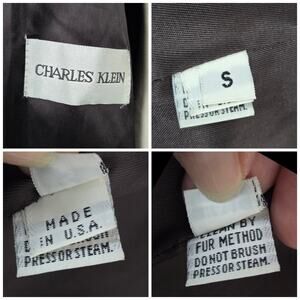 CHARLES KLEIN
S
PRESS OR STEAM.
MADE
IN U.S.A.
PRESS OR STEAM.
CLEAN BY
FUR METHOD
DO NOT BRUSH
PRESS OR STEAM.